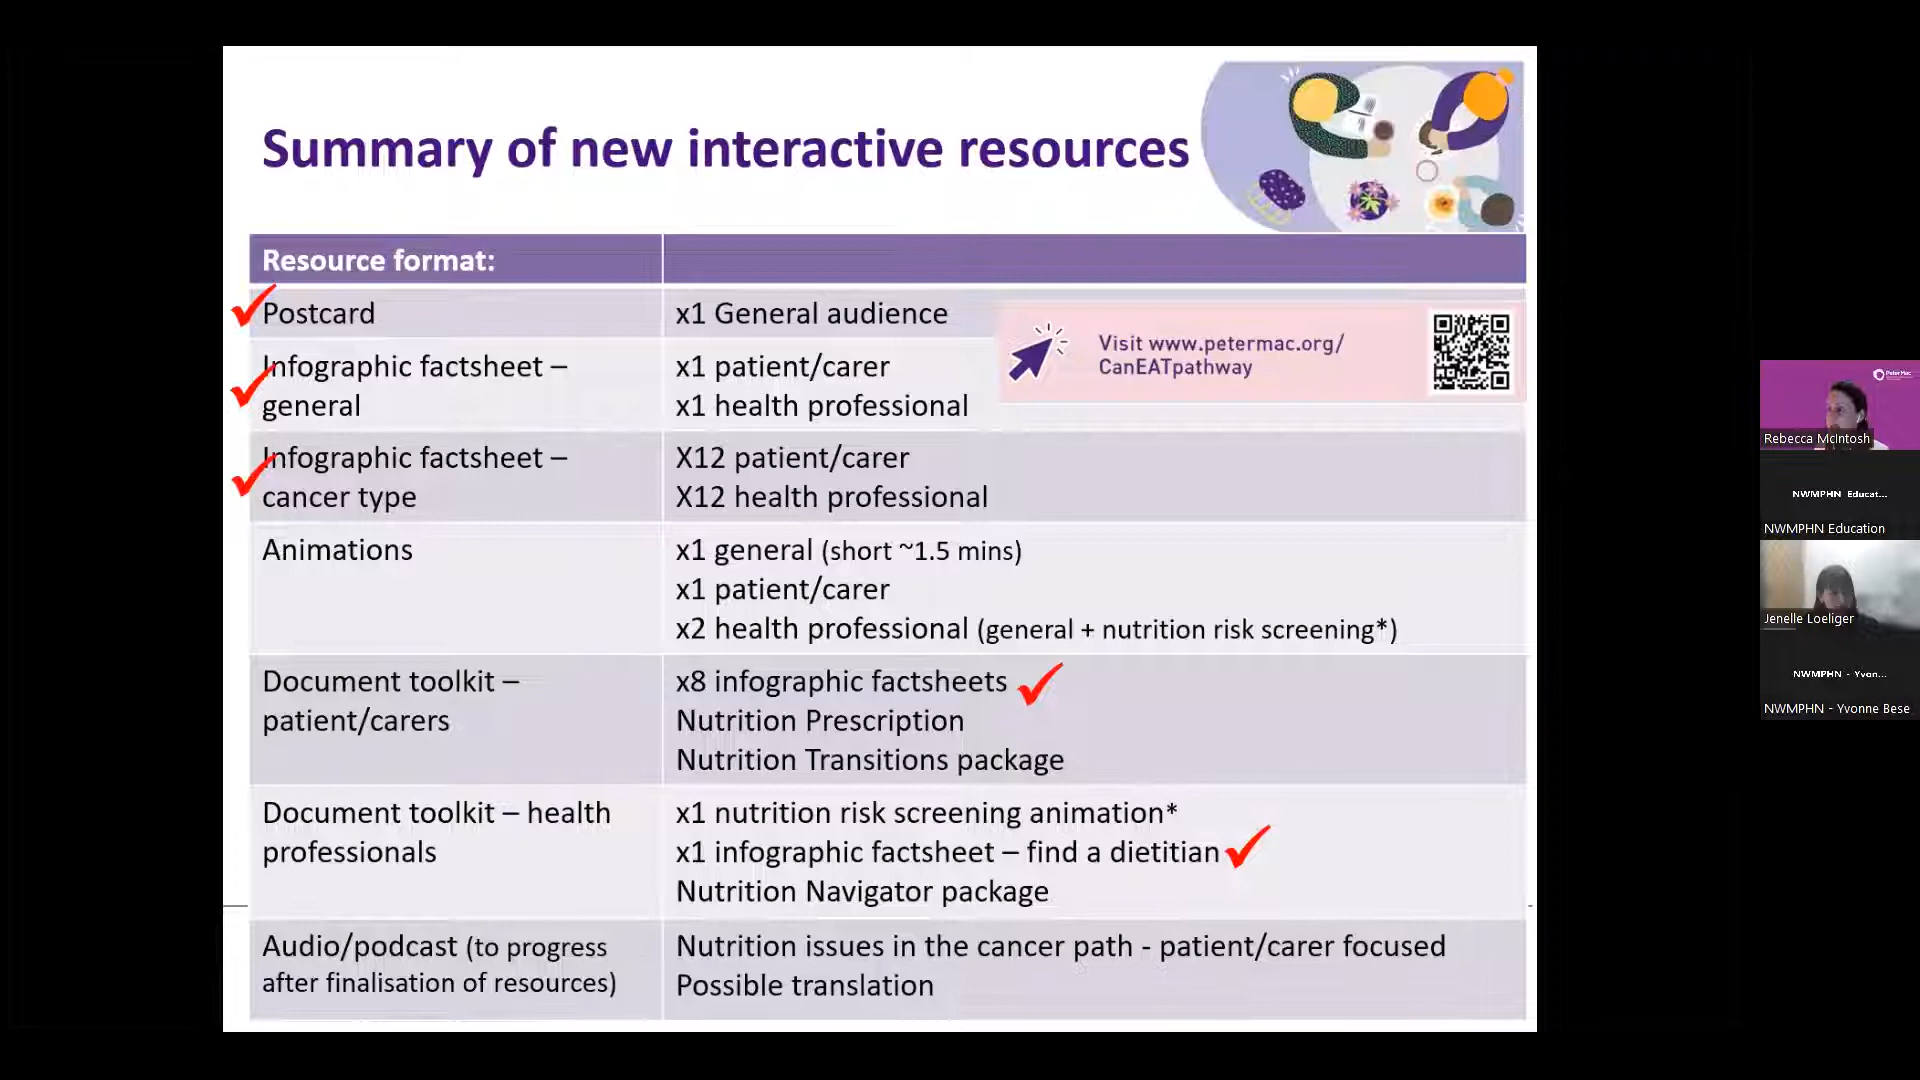 Summary of new interactive resources
Resource format:
Postcard
x1 General audience
Infographic factsheet –
general
x1 patient/carer
x1 health professional
Visit www.petermac.org/
CanEATpathway
Infographic factsheet –
cancer type
X12 patient/carer
X12 health professional
Animations
x1 general (short ~1.5 mins)
x1 patient/carer
x2 health professional (general + nutrition risk screening*)
Document toolkit –
patient/carers
x8 infographic factsheets
Nutrition Prescription
Nutrition Transitions package
Document toolkit – health
professionals
x1 nutrition risk screening animation*
x1 infographic factsheet – find a dietitian
Nutrition Navigator package
Audio/podcast (to progress
after finalisation of resources)
Nutrition issues in the cancer path - patient/carer focused
Possible translation
Peter Mac
Rebecca McIntosh
NWMPHN Educat...
NWMPHN Education
Jenelle Loeliger
NWMPHN - Yvon...
NWMPHN - Yvonne Bese